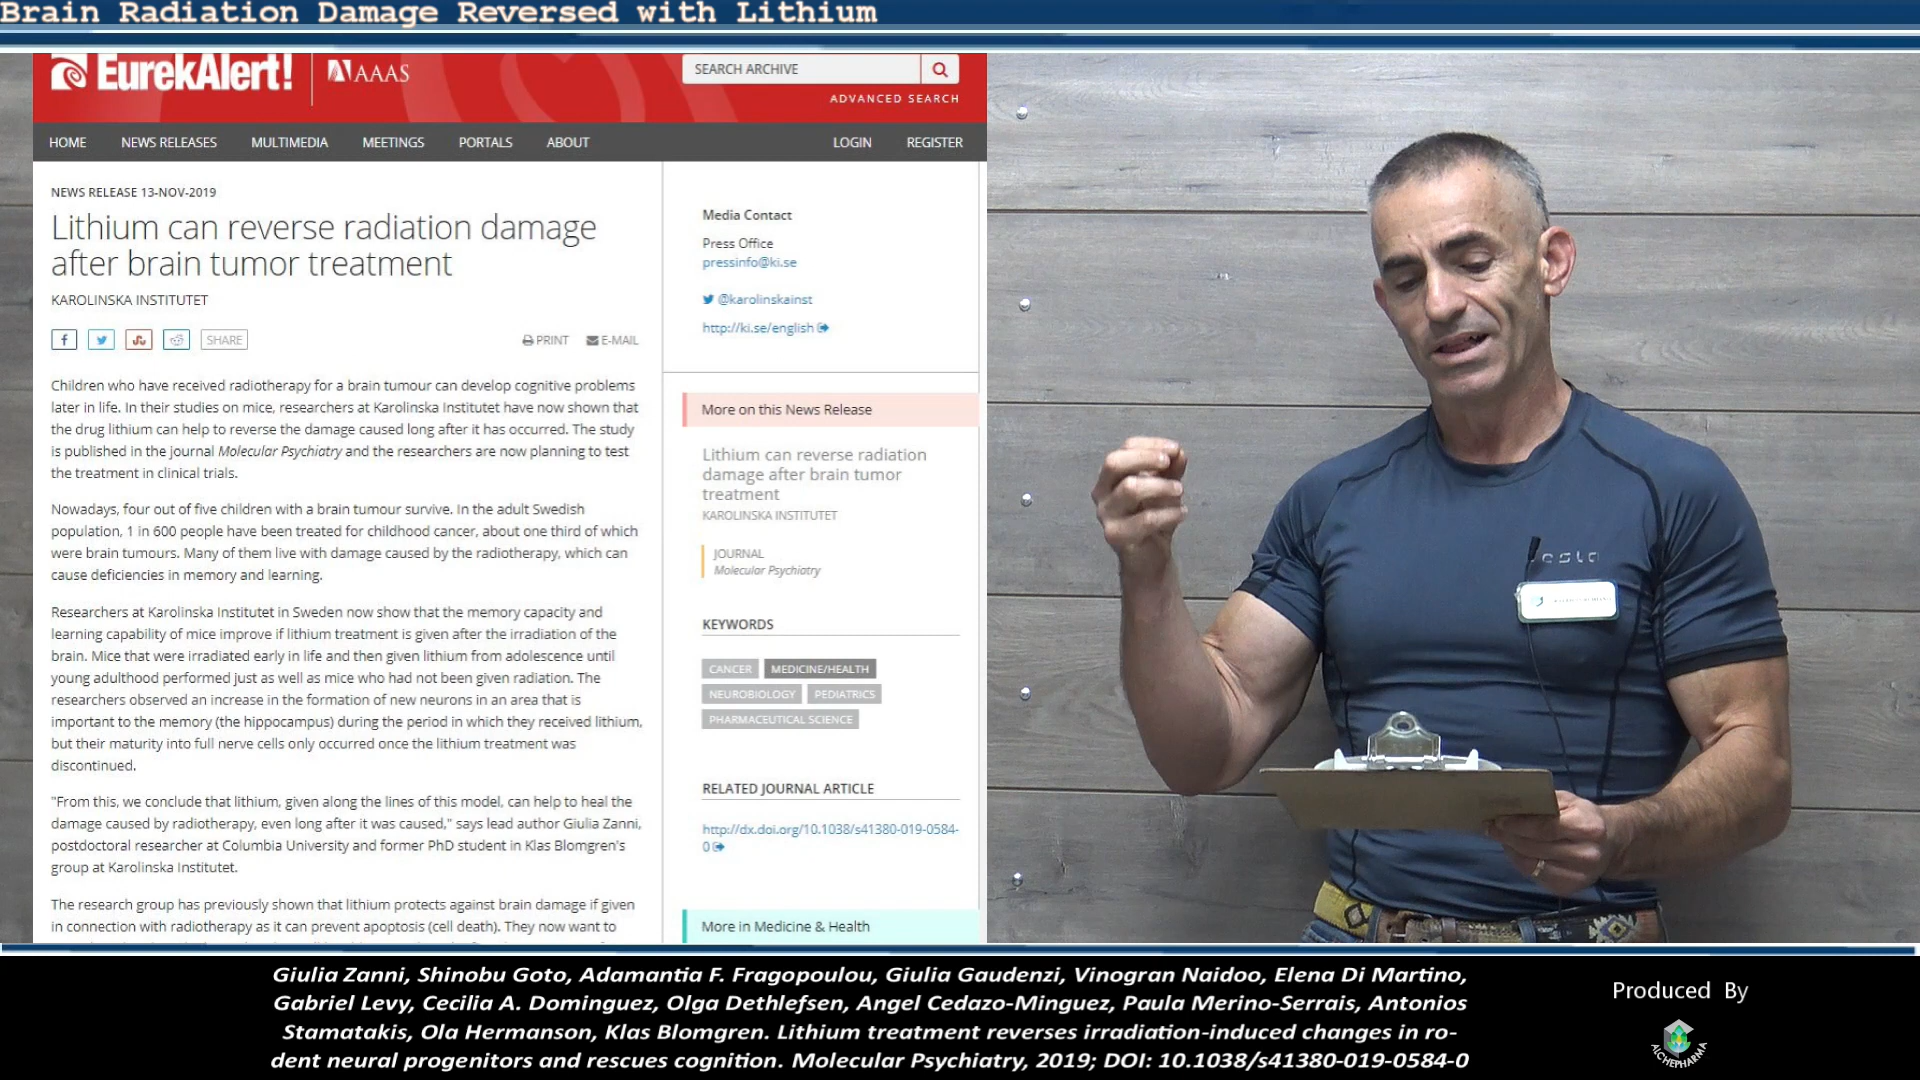 Brain Radiation Damage Reversed with Lithium
EurekAlert!
AAAS
SEARCH ARCHIVE
ADVANCED SEARCH
HOME NEWS RELEASES MULTIMEDIA MEETINGS PORTALS ABOUT LOGIN REGISTER
NEWS RELEASE 13-NOV-2019
Lithium can reverse radiation damage
after brain tumor treatment
KAROLINSKA INSTITUTET
SHARE
PRINT E-MAIL
Children who have received radiotherapy for a brain tumour can develop cognitive problems
later in life. In their studies on mice, researchers at Karolinska Institutet have now shown that
the drug lithium can help to reverse the damage caused long after it has occurred. The study
is published in the journal Molecular Psychiatry and the researchers are now planning to test
the treatment in clinical trials.
Nowadays, four out of five children with a brain tumour survive. In the adult Swedish
population, 1 in 600 people have been treated for childhood cancer, about one third of which
were brain tumours. Many of them live with damage caused by the radiotherapy, which can
cause deficiencies in memory and learning.
Researchers at Karolinska Institutet in Sweden now show that the memory capacity and
learning capability of mice improve if lithium treatment is given after the irradiation of the
brain. Mice that were irradiated early in life and then given lithium from adolescence until
young adulthood performed just as well as mice who had not been given radiation. The
researchers observed an increase in the formation of new neurons in an area that is
important to the memory (the hippocampus) during the period in which they received lithium,
but their maturity into full nerve cells only occurred once the lithium treatment was
discontinued.
"From this, we conclude that lithium, given along the lines of this model, can help to heal the
damage caused by radiotherapy, even long after it was caused," says lead author Giulia Zanni,
postdoctoral researcher at Columbia University and former PhD student in Klas Blomgren's
group at Karolinska Institutet.
The research group has previously shown that lithium protects against brain damage if given
in connection with radiotherapy as it can prevent apoptosis (cell death). They now want to
Media Contact
Press Office
pressinfo@ki.se
@karolinskainst
http://ki.se/english
More on this News Release
Lithium can reverse radiation
damage after brain tumor
treatment
KAROLINSKA INSTITUTET
JOURNAL
Molecular Psychiatry
KEYWORDS
CANCER MEDICINE/HEALTH
NEUROBIOLOGY PEDIATRICS
PHARMACEUTICAL SCIENCE
RELATED JOURNAL ARTICLE
http://dx.doi.org/10.1038/s41380-019-0584-
0
More in Medicine & Health
Giulia Zanni, Shinobu Goto, Adamantia F. Fragopoulou, Giulia Gaudenzi, Vinogran Naidoo, Elena Di Martino,
Gabriel Levy, Cecilia A. Dominguez, Olga Dethlefsen, Angel Cedazo-Minguez, Paula Merino-Serrais, Antonios
Stamatakis, Ola Hermanson, Klas Blomgren. Lithium treatment reverses irradiation-induced changes in ro-
dent neural progenitors and rescues cognition. Molecular Psychiatry, 2019; DOI: 10.1038/s41380-019-0584-0
Produced By
ALCHEPHARMA